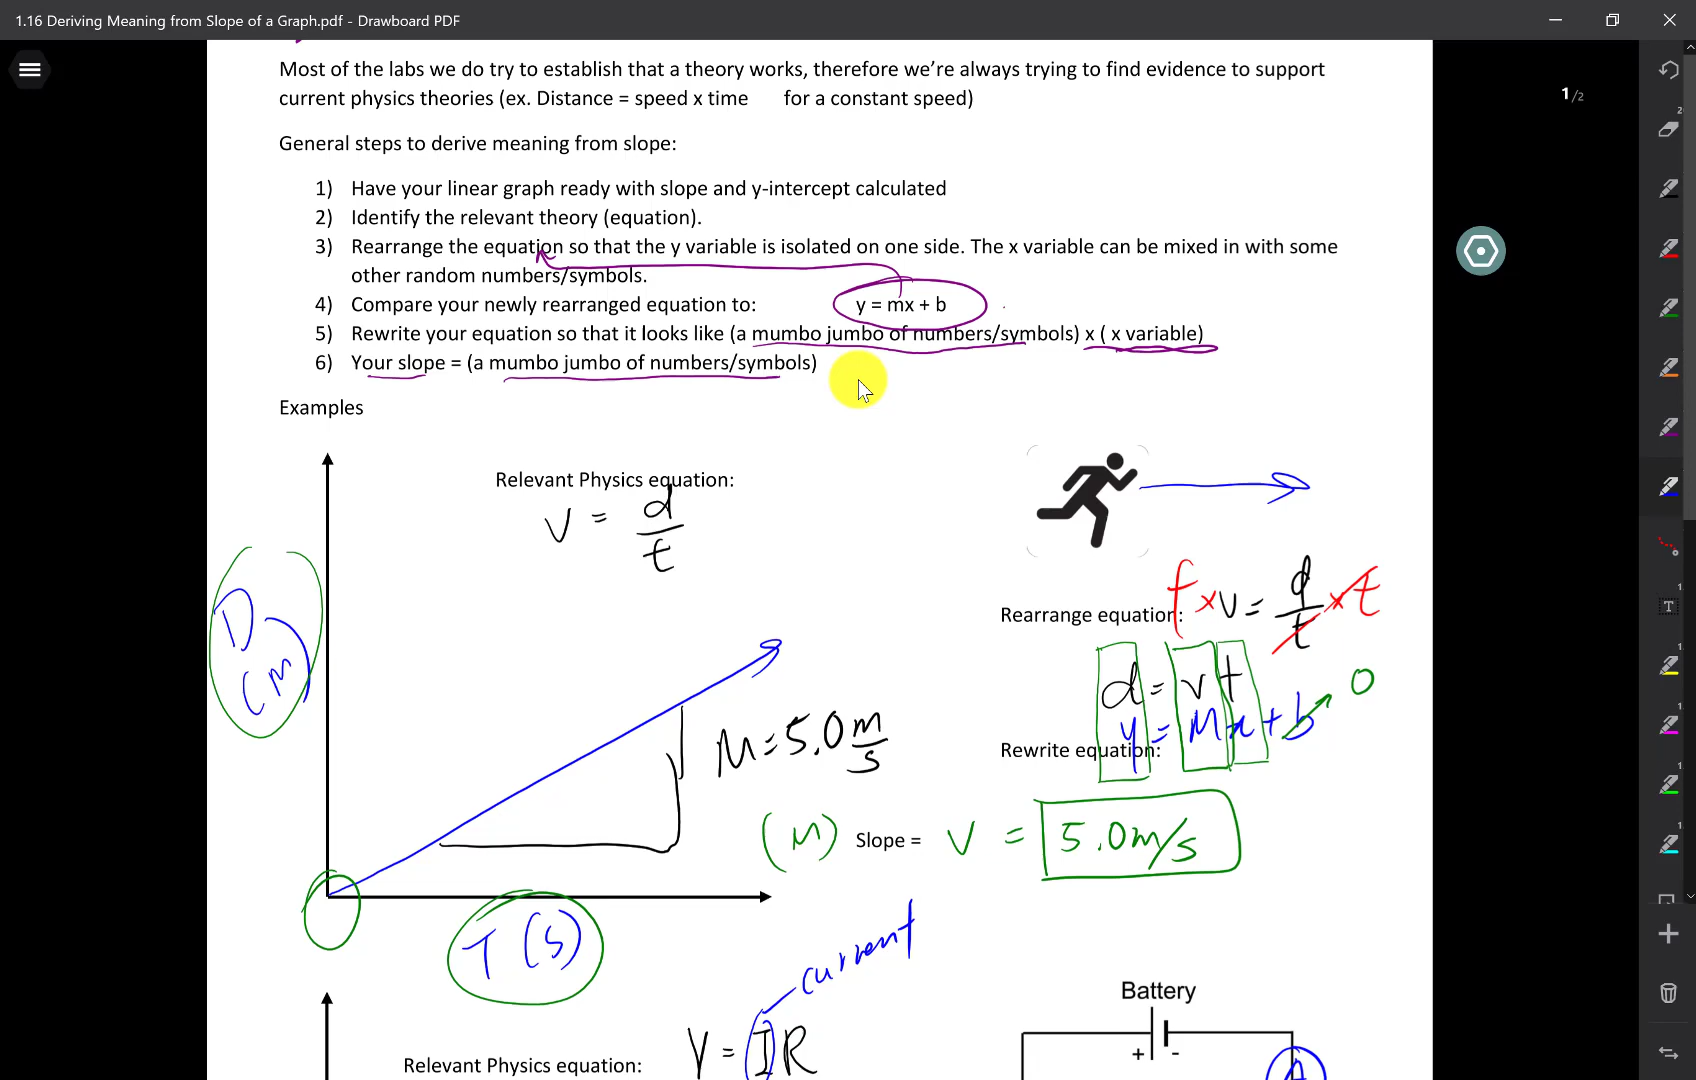 1.16 Deriving Meaning from Slope of a Graph.pdf - Drawboard PDF
Most of the labs we do try to establish that a theory works, therefore we're always trying to find evidence to support
current physics theories (ex. Distance = speed x time for a constant speed)
1/2
General steps to derive meaning from slope:
1) Have your linear graph ready with slope and y-intercept calculated
2) Identify the relevant theory (equation).
3) Rearrange the equation so that the y variable is isolated on one side. The x variable can be mixed in with some
other random numbers/symbols.
4) Compare your newly rearranged equation to: y = mx + b
5) Rewrite your equation so that it looks like (a mumbo jumbo of numbers/symbols) x ( x variable)
6) Your slope = (a mumbo jumbo of numbers/symbols)
Examples
Relevant Physics equation:
v = d/t
D
(m
Rearrange equation: t x v = d/t x t
d = vt
y = mx + b 0
Rewrite equation:
M = 5.0 m/s
(M) Slope = v = 5.0m/s
T (s)
current
Battery
+ -
Relevant Physics equation: V = IR
A